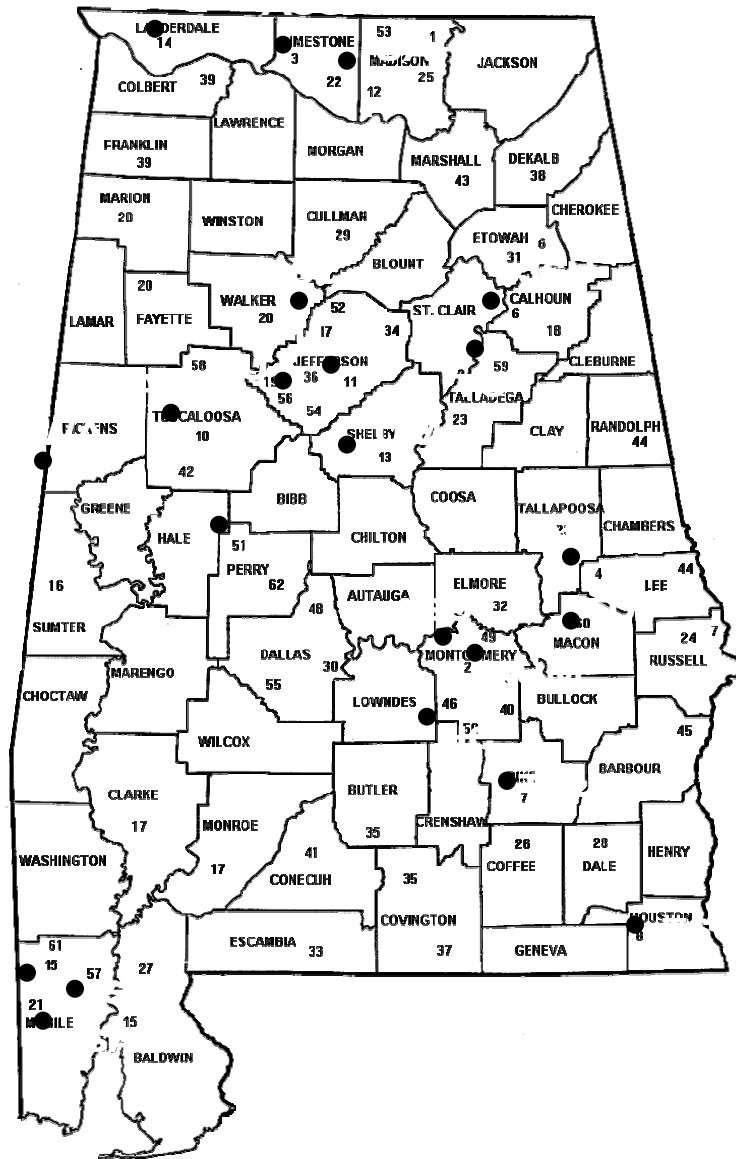 LAUDERDALE
14
LIMESTONE
3
22
53
1
MADISON
12
25
JACKSON
COLBERT 39
LAWRENCE
FRANKLIN
39
MORGAN
MARSHALL
43
DEKALB
38
MARION
20
WINSTON
CULLMAN
29
CHEROKEE
ETOWAH 6
31
BLOUNT
LAMAR
20
FAYETTE
WALKER
20
52
17
34
ST. CLAIR
CALHOUN
6
18
CLEBURNE
58
JEFFERSON
19
36
11
56
54
59
TALLADEGA
23
PICKENS
TUSCALOOSA
10
42
SHELBY
13
CLAY
RANDOLPH
44
GREENE
HALE
BIBB
CHILTON
COOSA
TALLAPOOSA
CHAMBERS
16
SUMTER
51
PERRY
62
48
AUTAUGA
ELMORE
32
4
LEE
44
MARENGO
DALLAS
30
55
49
MONTGOMERY
2
60
MACON
24
7
RUSSELL
CHOCTAW
WILCOX
LOWNDES
46
40
BULLOCK
45
BARBOUR
CLARKE
17
MONROE
17
BUTLER
35
CRENSHAW
PIKE
7
WASHINGTON
41
CONECUH
35
COVINGTON
37
26
COFFEE
28
DALE
HENRY
ESCAMBIA 33
GENEVA
HOUSTON
8
61
15
57
21
MOBILE
27
15
BALDWIN